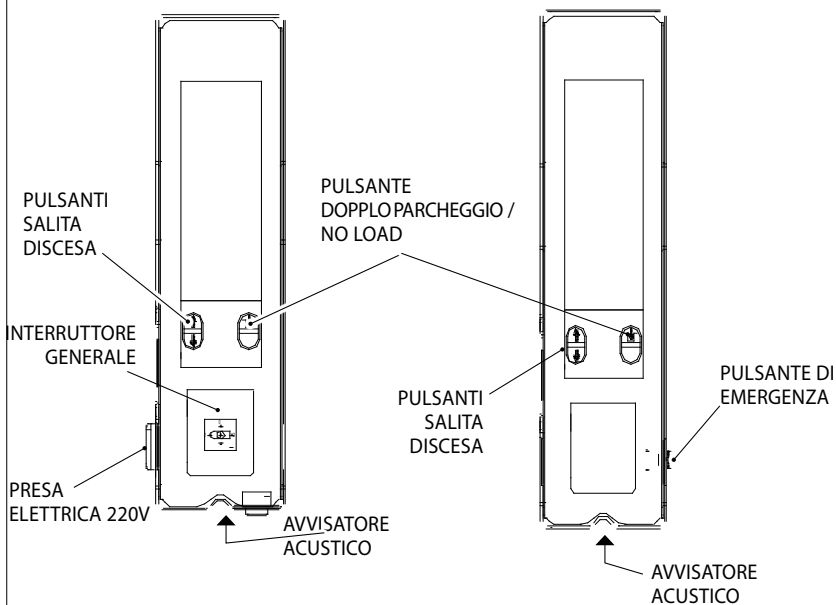 PULSANTI
SALITA
DISCESA
PULSANTE
DOPPLO PARCHEGGIO /
NO LOAD
INTERRUTTORE
GENERALE
PULSANTI
SALITA
DISCESA
PULSANTE DI
EMERGENZA
PRESA
ELETTRICA 220V
AVVISATORE
ACUSTICO
AVVISATORE
ACUSTICO